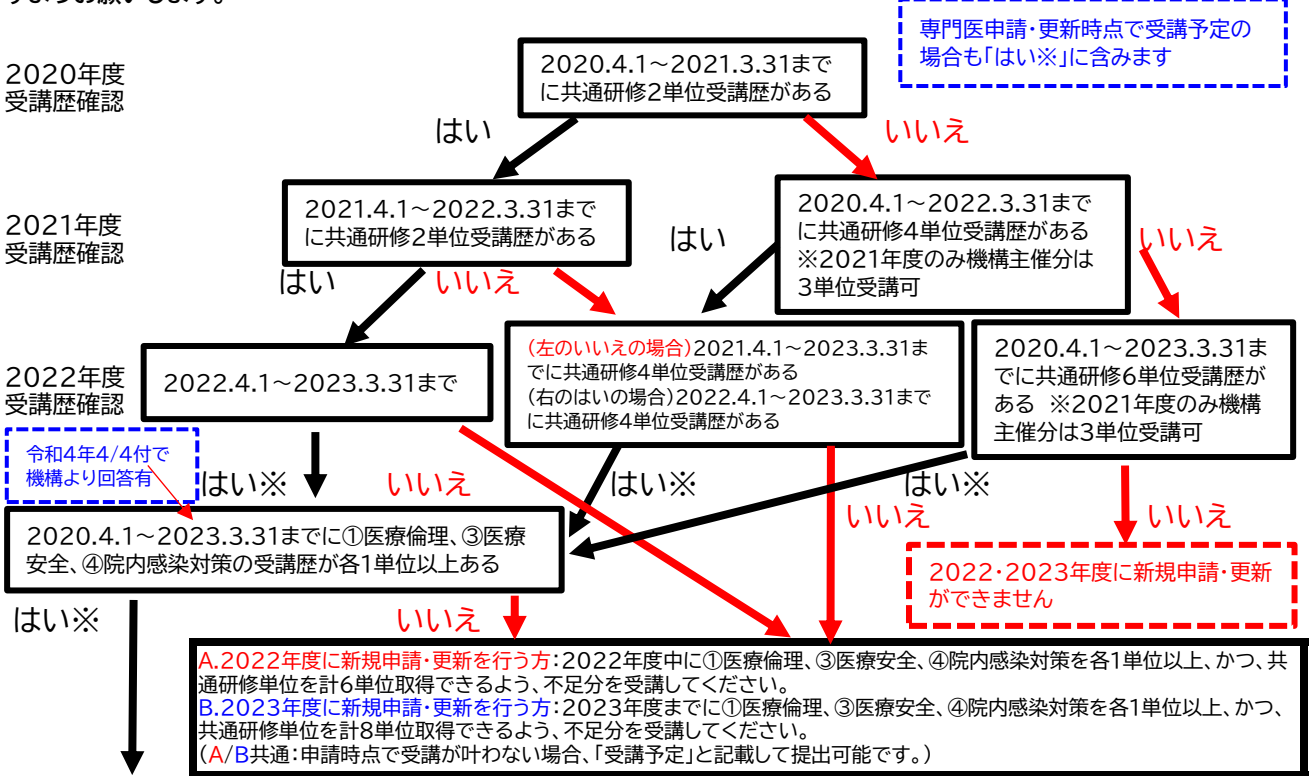 専門医申請・更新時点で受講予定の
場合も「はい※」に含みます
2020年度
受講歴確認
2020.4.1～2021.3.31まで
に共通研修2単位受講歴がある
はい
いいえ
2021年度
受講歴確認
2021.4.1～2022.3.31まで
に共通研修2単位受講歴がある
2020.4.1～2022.3.31まで
に共通研修4単位受講歴がある
※2021年度のみ機構主催分は
3単位受講可
はい
いいえ
はい
いいえ
2022年度
受講歴確認
2022.4.1～2023.3.31まで
(左のいいえの場合)2021.4.1～2023.3.31ま
でに共通研修4単位受講歴がある
(右のはいの場合)2022.4.1～2023.3.31まで
に共通研修4単位受講歴がある
2020.4.1～2023.3.31ま
でに共通研修6単位受講歴が
ある ※2021年度のみ機構
主催分は3単位受講可
令和4年4/4付で
機構より回答有
はい※
いいえ
はい※
いいえ
はい※
いいえ
2020.4.1～2023.3.31までに①医療倫理、③医療
安全、④院内感染対策の受講歴が各1単位以上ある
2022・2023年度に新規申請・更新
ができません
はい※
いいえ
A.2022年度に新規申請・更新を行う方：2022年度中に①医療倫理、③医療安全、④院内感染対策を各1単位以上、かつ、共
通研修単位を計6単位取得できるよう、不足分を受講してください。
B.2023年度に新規申請・更新を行う方：2023年度までに①医療倫理、③医療安全、④院内感染対策を各1単位以上、かつ、
共通研修単位を計8単位取得できるよう、不足分を受講してください。
(A/B共通：申請時点で受講が叶わない場合、「受講予定」と記載して提出可能です。)